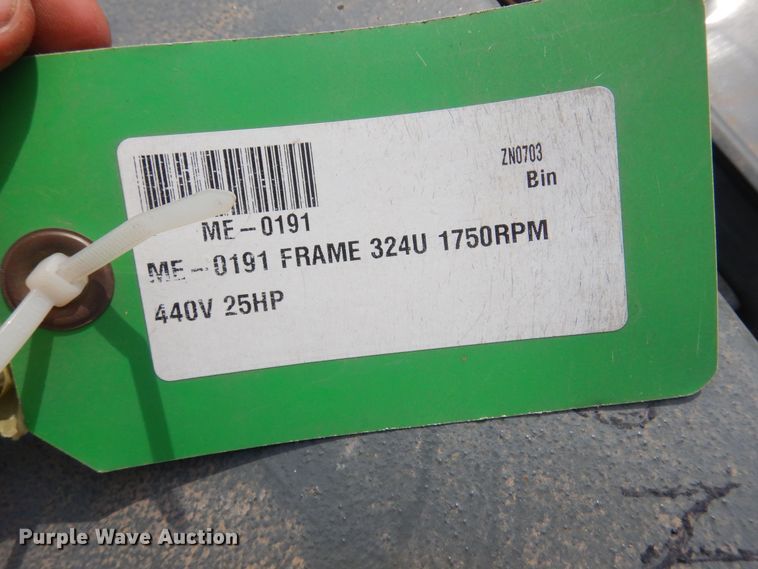 ZN0703
Bin
ME-0191
ME-0191 FRAME 324U 1750RPM
440V 25HP
Purple Wave Auction